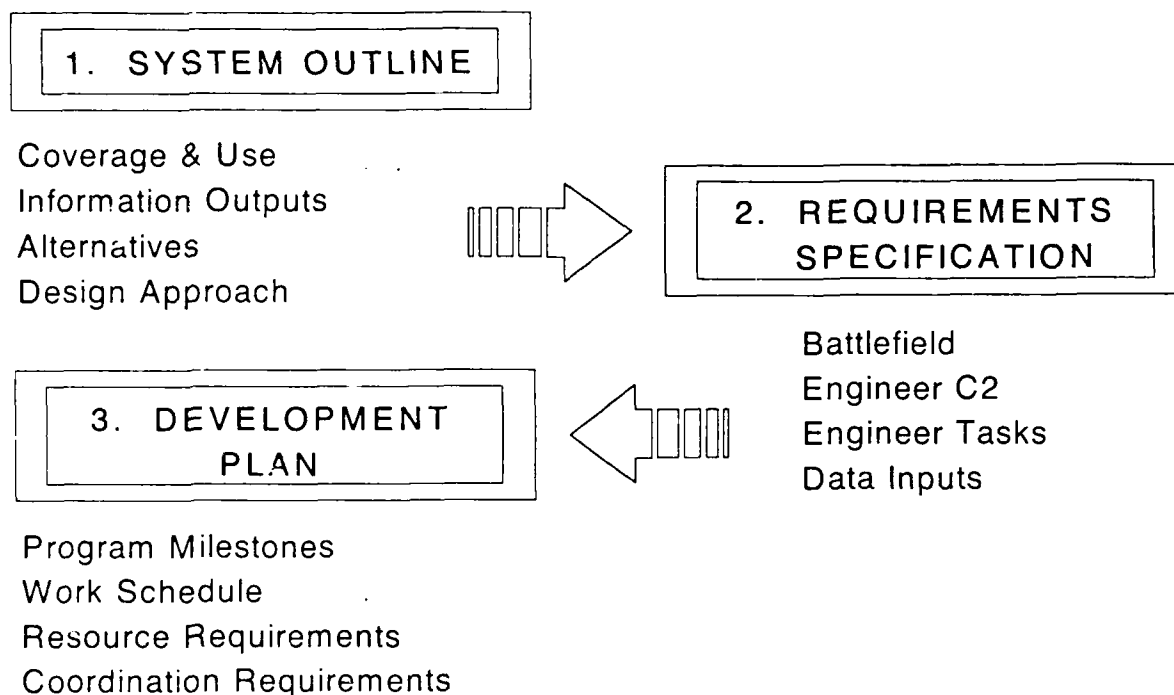 1. SYSTEM OUTLINE
Coverage & Use
Information Outputs
Alternatives
Design Approach
2. REQUIREMENTS
SPECIFICATION
Battlefield
Engineer C2
Engineer Tasks
Data Inputs
3. DEVELOPMENT
PLAN
Program Milestones
Work Schedule
Resource Requirements
Coordination Requirements